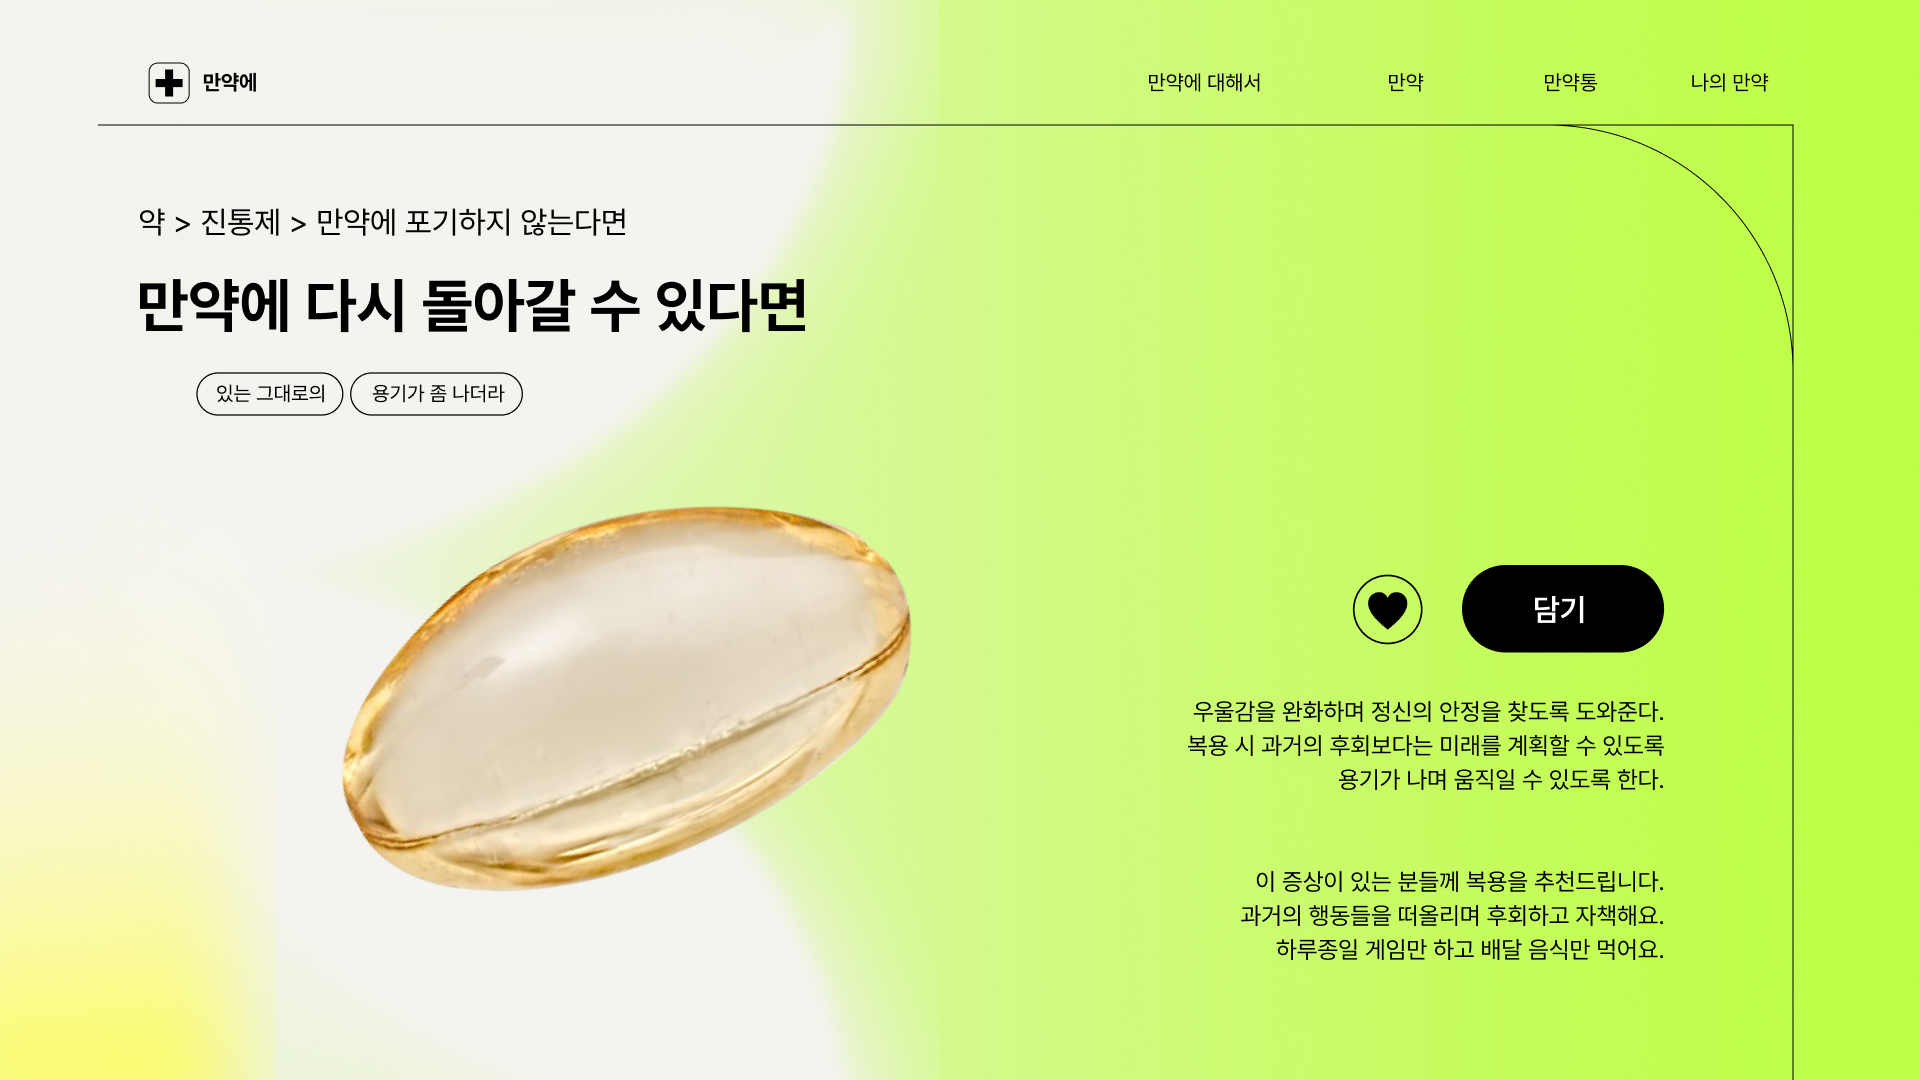 만약에
만약에 대해서
만약
만약통
나의 만약
약 > 진통제 > 만약에 포기하지 않는다면
만약에 다시 돌아갈 수 있다면
있는 그대로의
용기가 좀 나더라
담기
우울감을 완화하며 정신의 안정을 찾도록 도와준다.
복용 시 과거의 후회보다는 미래를 계획할 수 있도록
용기가 나며 움직일 수 있도록 한다.
이 증상이 있는 분들께 복용을 추천드립니다.
과거의 행동들을 떠올리며 후회하고 자책해요.
하루종일 게임만 하고 배달 음식만 먹어요.